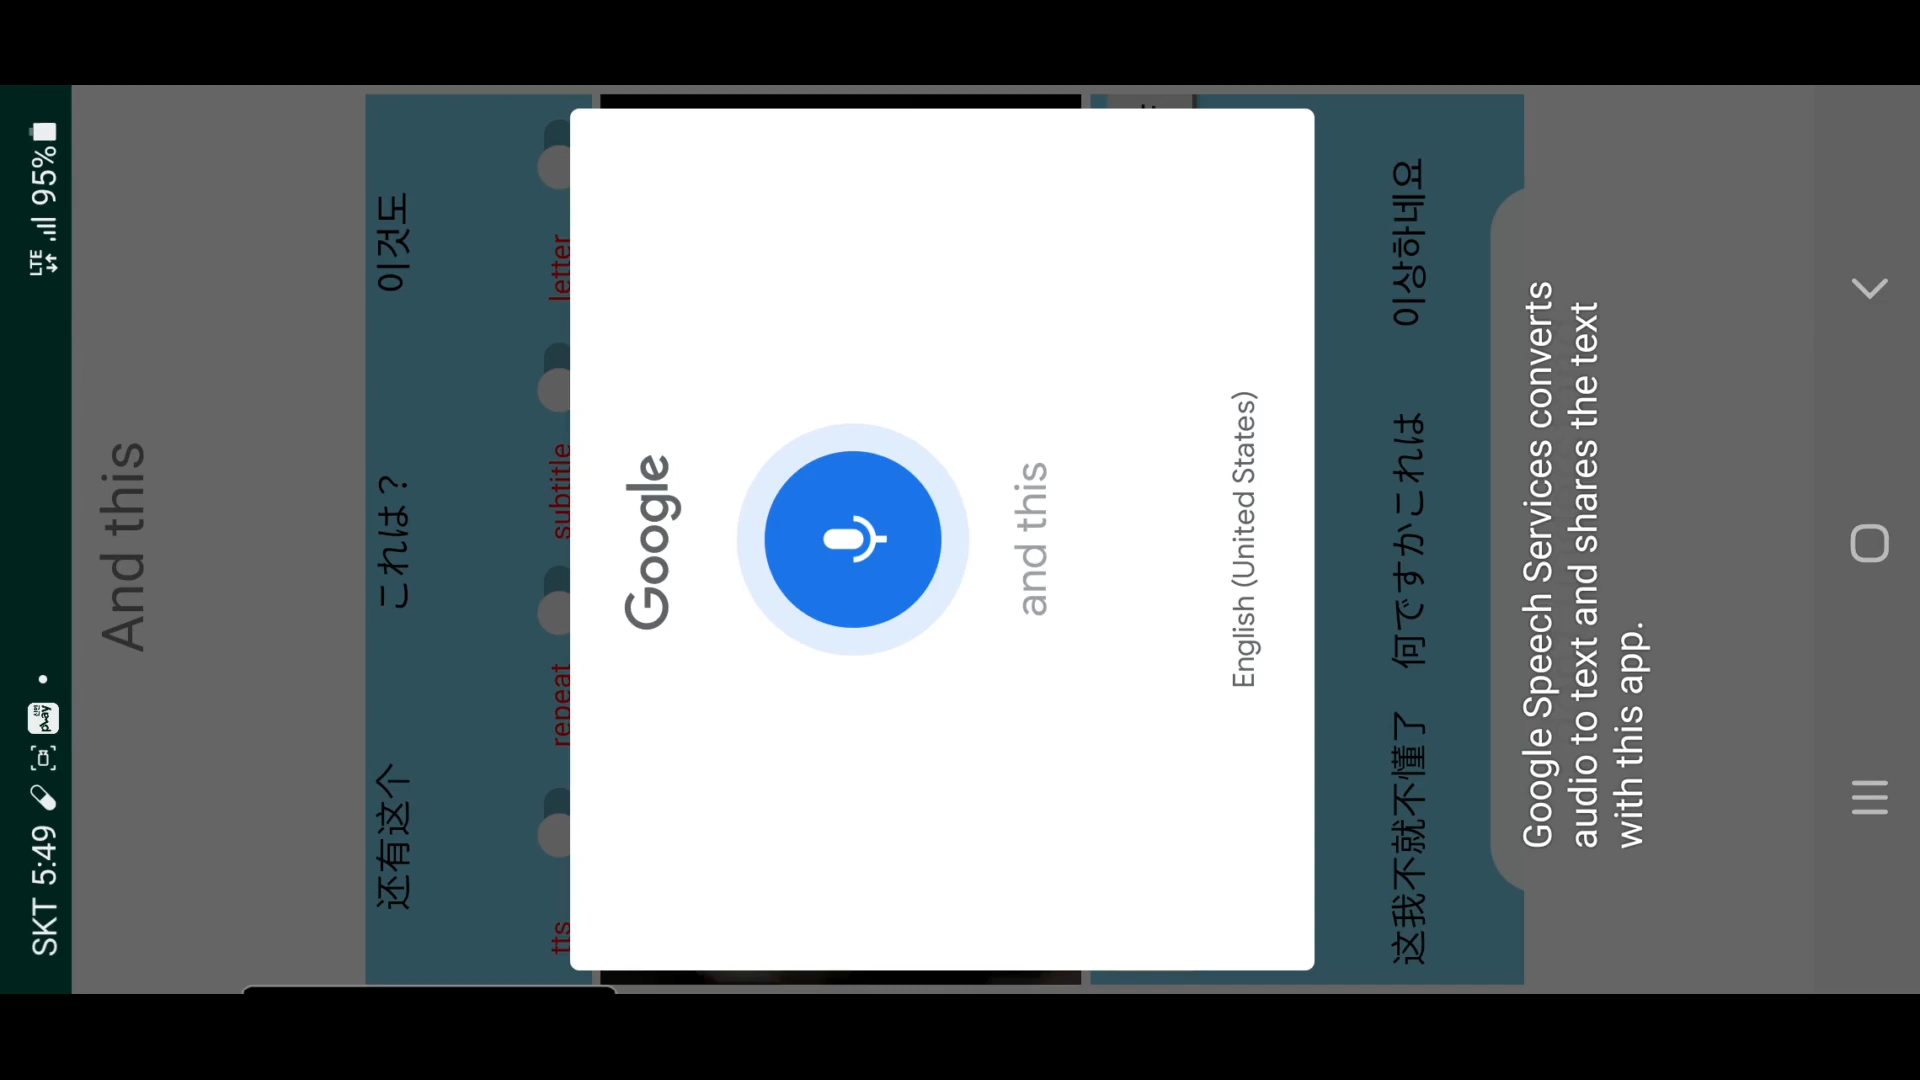 SKT 5:49
LTE
95%
And this
还有这个 これは？ 이것도
tts repeat subtitle letter
Google
and this
English (United States)
这我不就不懂了 何ですかこれは 이상하네요
Google Speech Services converts
audio to text and shares the text
with this app.